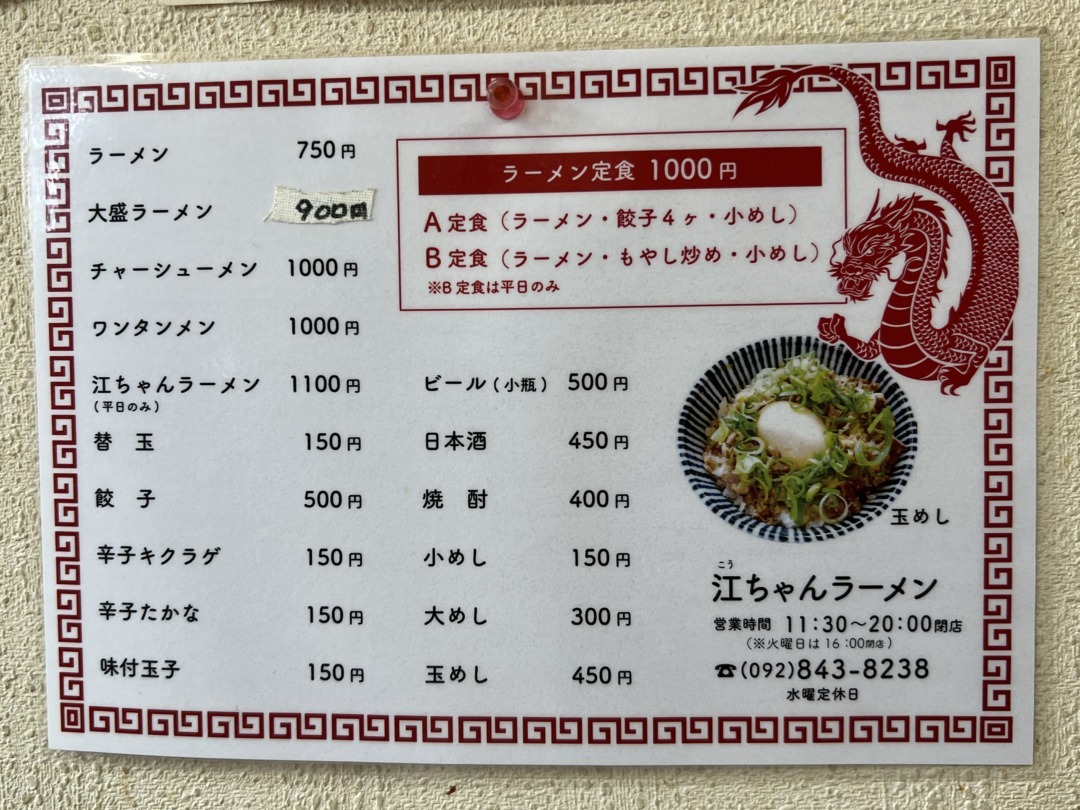 ラーメン 750円
大盛ラーメン 900円
チャーシューメン 1000円
ワンタンメン 1000円
江ちゃんラーメン 1100円
(平日のみ)
替 玉 150円
餃 子 500円
辛子キクラゲ 150円
辛子たかな 150円
味付玉子 150円
ラーメン定食 1000円
A定食(ラーメン・餃子4ヶ・小めし)
B定食(ラーメン・もやし炒め・小めし)
※B定食は平日のみ
ビール(小瓶) 500円
日本酒 450円
焼 酎 400円
小めし 150円
大めし 300円
玉めし 450円
玉めし
こう
江ちゃんラーメン
営業時間 11:30〜20:00閉店
(※火曜日は16:00閉店)
☎(092)843-8238
水曜定休日